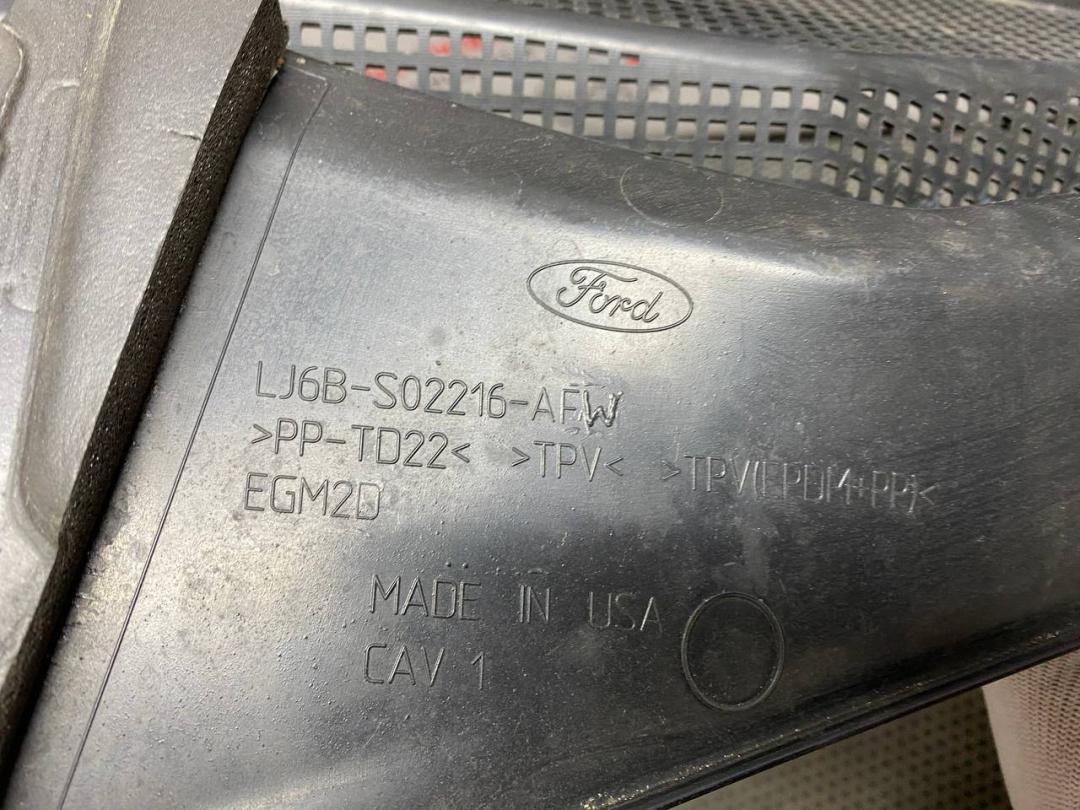 Ford
LJ6B-S02216-AFW
>PP-TD22< >TPV< >TPV(EPDM+PP)<
EGM2D
MADE IN USA
CAV 1